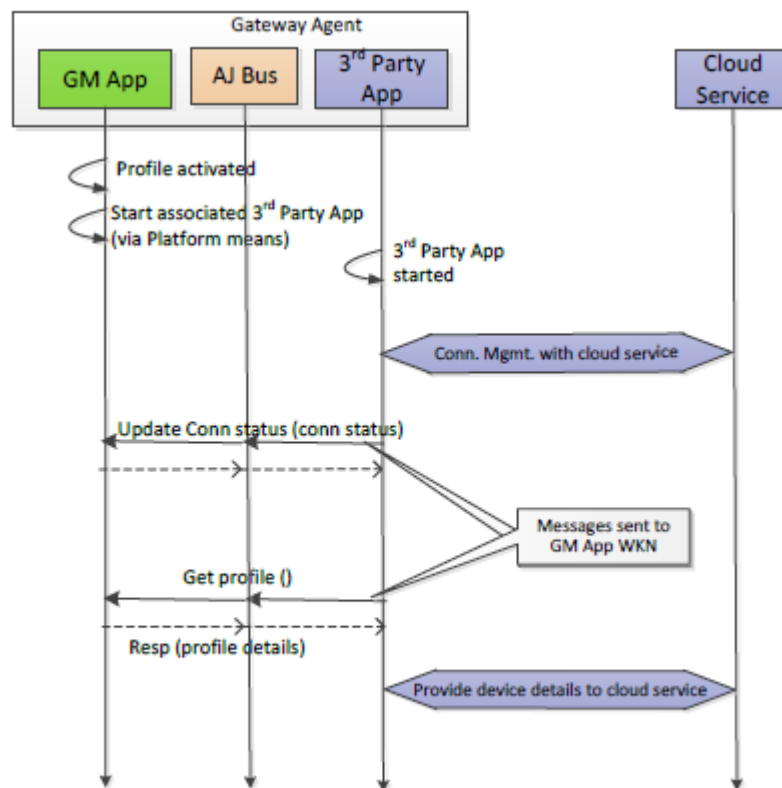 Gateway Agent
GM App
AJ Bus
3rd Party
App
Cloud
Service
Profile activated
Start associated 3rd Party App
(via Platform means)
3rd Party App
started
Conn. Mgmt. with cloud service
Update Conn status (conn status)
Messages sent to
GM App WKN
Get profile ()
Resp (profile details)
Provide device details to cloud service